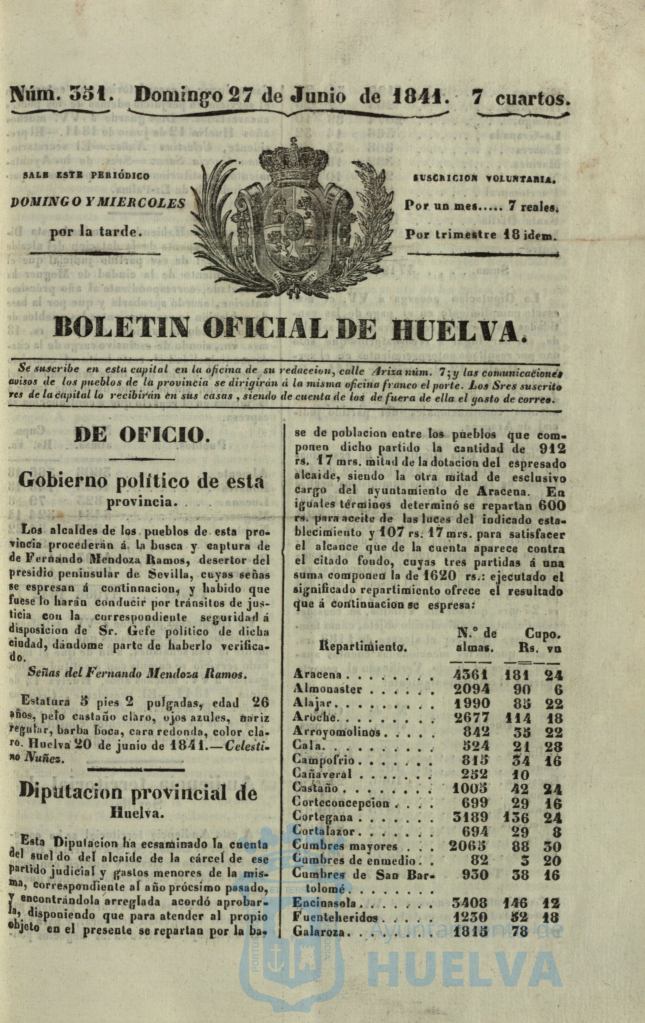 Núm. 351. Domingo 27 de Junio de 1841. 7 cuartos.
SALE ESTE PERIÓDICO
DOMINGO Y MIERCOLES
por la tarde.
SUSCRICION VOLUNTARIA.
Por un mes..... 7 reales.
Por trimestre 18 idem.
BOLETIN OFICIAL DE HUELVA.
Se suscribe en esta capital en la oficina de su redaccion, calle Ariza núm. 7; y las comunicaciones
avisos de los pueblos de la provincia se dirigirán á la misma oficina franco el porte. Los Sres suscrito
res de la capital lo recibirán en sus casas, siendo de cuenta de los de fuera de ella el gasto de correo.
DE OFICIO.
Gobierno político de esta
provincia.
Los alcaldes de los pueblos de esta pro-
vincia procederán á la busca y captura de
de Fernando Mendoza Ramos, desertor del
presidio peninsular de Sevilla, cuyas señas
se espresan á continnacion, y habido que
fuese lo harán conducir por tránsitos de jus-
ticia con la correspondiente seguridad á
disposicion de Sr. Gefe político de dicha
ciudad, dándome parte de haberlo verifica-
do.
Señas del Fernando Mendoza Ramos.
Estatura 5 pies 2 pulgadas, edad 26
años, pelo castaño claro, ojos azules, nariz
regular, barba boca, cara redonda, color cla-
ro. Huelva 20 de junio de 1841.—Celesti-
no Nuñez.
Diputacion provincial de
Huelva.
Esta Diputacion ha ecsaminado la cuenta
del sueldo del alcaide de la cárcel de ese
partido judicial y gastos menores de la mis-
ma, correspondiente al año prócsimo pasado,
y encontrándola arreglada acordó aprobar-
la, disponiendo que para atender al propio
objeto en el presente se repartan por la ba-
se de poblacion entre los pueblos que com-
ponen dicho partido la cantidad de 912
rs. 17 mrs. mitad de la dotacion del espresado
alcaide, siendo la otra mitad de esclusivo
cargo del ayuntamiento de Aracena. En
iguales términos determinó se repartan 600
rs. para aceite de las luces del indicado esta-
blecimiento y 107 rs. 17 mrs. para satisfacer
el alcance que de la cuenta aparece contra
el citado fondo, cuyas tres partidas á una
suma componen la de 1620 rs.: ejecutado el
significado repartimiento ofrece el resultado
que á continuacion se espresa:
Repartimiento. N.º de almas. Cupo. Rs. vn
Aracena . . . . . . . . 4361 181 24
Almonaster . . . . . . 2094 90 6
Alajar. . . . . . . . . 1990 85 22
Aroche. . . . . . . . . 2677 114 18
Arroyomolinos . . . . . 842 35 22
Cala. . . . . . . . . . 524 21 28
Campofrio . . . . . . . 815 34 16
Cañaveral . . . . . . . 252 10
Castaño . . . . . . . . 1005 42 24
Corteconcepcion . . . . 699 29 16
Cortegana . . . . . . . 3189 136 24
Cortalazor. . . . . . . 694 29 8
Cumbres mayores . . . 2065 88 30
Cumbres de enmedio. . 82 3 20
Cumbres de San Bar- 930 38 16
tolomé. . . . . . . .
Encinasola. . . . . . . 3408 146 12
Fuenteheridos . . . . . 1230 52 18
Galaroza. . . . . . . . 1815 78
Ayuntamiento de
HUELVA